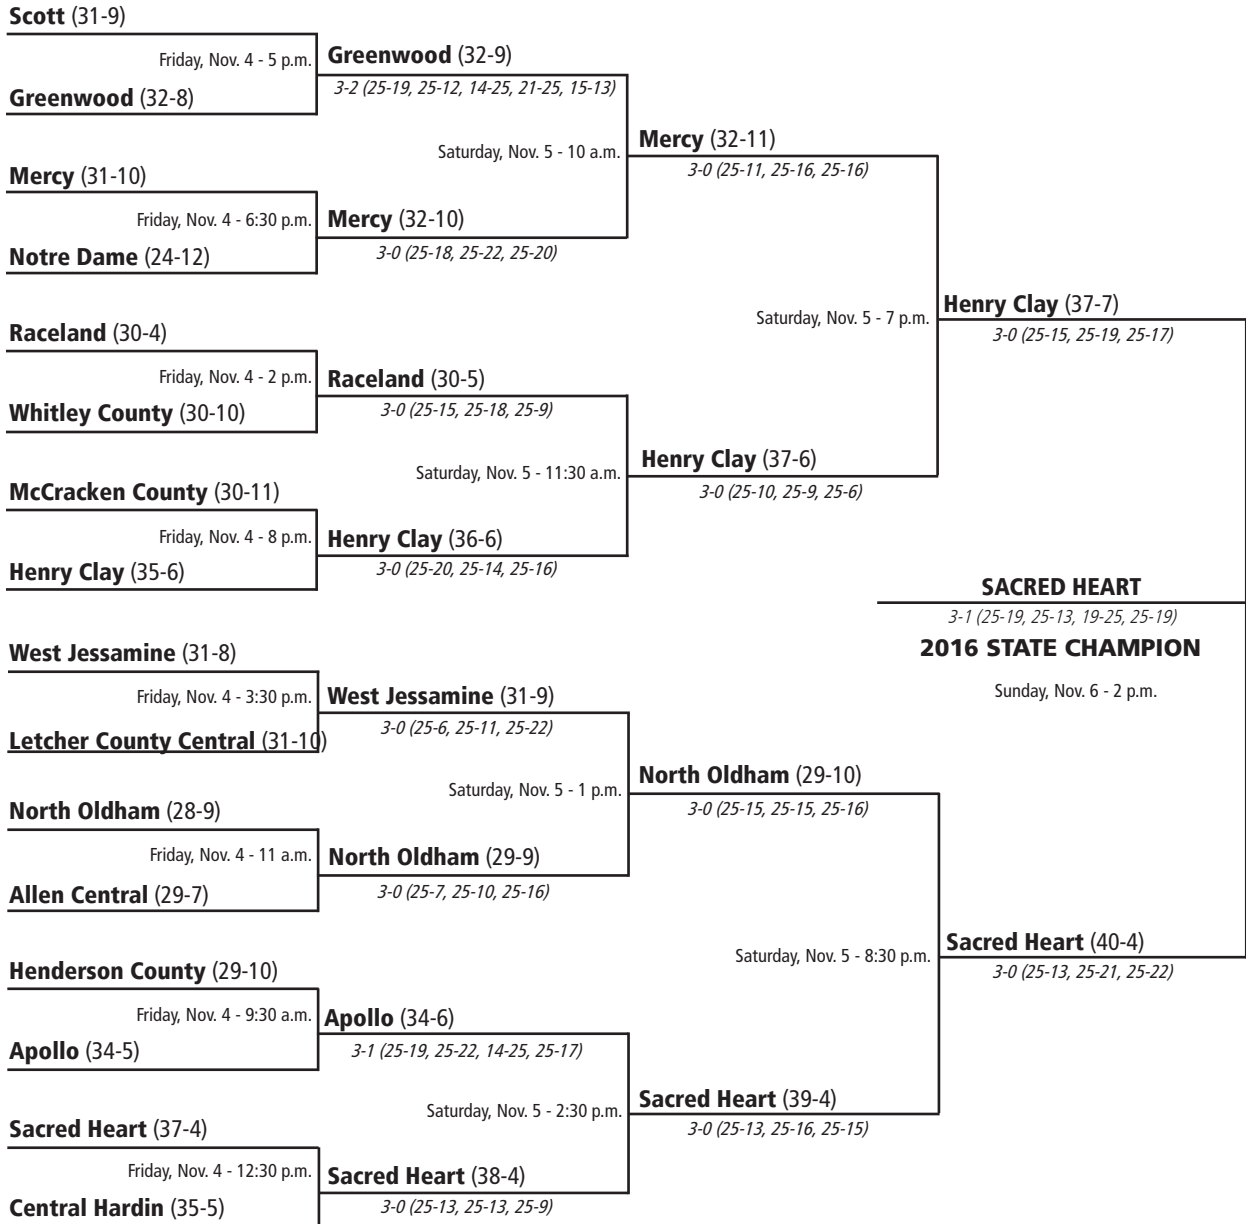 Scott (31-9)
Friday, Nov. 4 - 5 p.m.
Greenwood (32-8)
Greenwood (32-9)
3-2 (25-19, 25-12, 14-25, 21-25, 15-13)
Mercy (31-10)
Friday, Nov. 4 - 6:30 p.m.
Notre Dame (24-12)
Mercy (32-10)
3-0 (25-18, 25-22, 25-20)
Saturday, Nov. 5 - 10 a.m.
Mercy (32-11)
3-0 (25-11, 25-16, 25-16)
Raceland (30-4)
Friday, Nov. 4 - 2 p.m.
Whitley County (30-10)
Raceland (30-5)
3-0 (25-15, 25-18, 25-9)
McCracken County (30-11)
Friday, Nov. 4 - 8 p.m.
Henry Clay (35-6)
Henry Clay (36-6)
3-0 (25-20, 25-14, 25-16)
Saturday, Nov. 5 - 11:30 a.m.
Henry Clay (37-6)
3-0 (25-10, 25-9, 25-6)
Saturday, Nov. 5 - 7 p.m.
Henry Clay (37-7)
3-0 (25-15, 25-19, 25-17)
SACRED HEART
3-1 (25-19, 25-13, 19-25, 25-19)
2016 STATE CHAMPION
Sunday, Nov. 6 - 2 p.m.
West Jessamine (31-8)
Friday, Nov. 4 - 3:30 p.m.
Letcher County Central (31-10)
West Jessamine (31-9)
3-0 (25-6, 25-11, 25-22)
North Oldham (28-9)
Friday, Nov. 4 - 11 a.m.
Allen Central (29-7)
North Oldham (29-9)
3-0 (25-7, 25-10, 25-16)
Saturday, Nov. 5 - 1 p.m.
North Oldham (29-10)
3-0 (25-15, 25-15, 25-16)
Henderson County (29-10)
Friday, Nov. 4 - 9:30 a.m.
Apollo (34-5)
Apollo (34-6)
3-1 (25-19, 25-22, 14-25, 25-17)
Sacred Heart (37-4)
Friday, Nov. 4 - 12:30 p.m.
Central Hardin (35-5)
Sacred Heart (38-4)
3-0 (25-13, 25-13, 25-9)
Saturday, Nov. 5 - 2:30 p.m.
Sacred Heart (39-4)
3-0 (25-13, 25-16, 25-15)
Saturday, Nov. 5 - 8:30 p.m.
Sacred Heart (40-4)
3-0 (25-13, 25-21, 25-22)